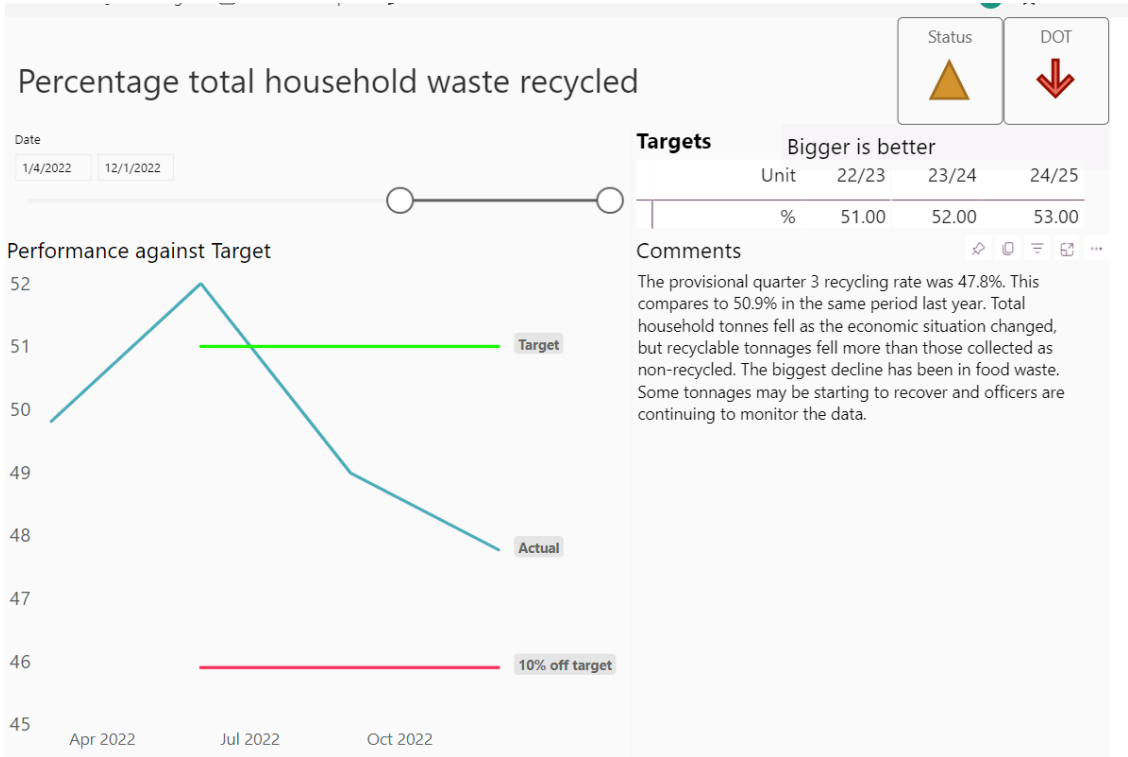 Status
DOT
Percentage total household waste recycled
Date
1/4/2022
12/1/2022
Targets
Bigger is better
Unit 22/23 23/24 24/25
% 51.00 52.00 53.00
Performance against Target
52
51
50
49
48
47
46
45
Target
Actual
10% off target
Apr 2022
Jul 2022
Oct 2022
Comments
The provisional quarter 3 recycling rate was 47.8%. This
compares to 50.9% in the same period last year. Total
household tonnes fell as the economic situation changed,
but recyclable tonnages fell more than those collected as
non-recycled. The biggest decline has been in food waste.
Some tonnages may be starting to recover and officers are
continuing to monitor the data.